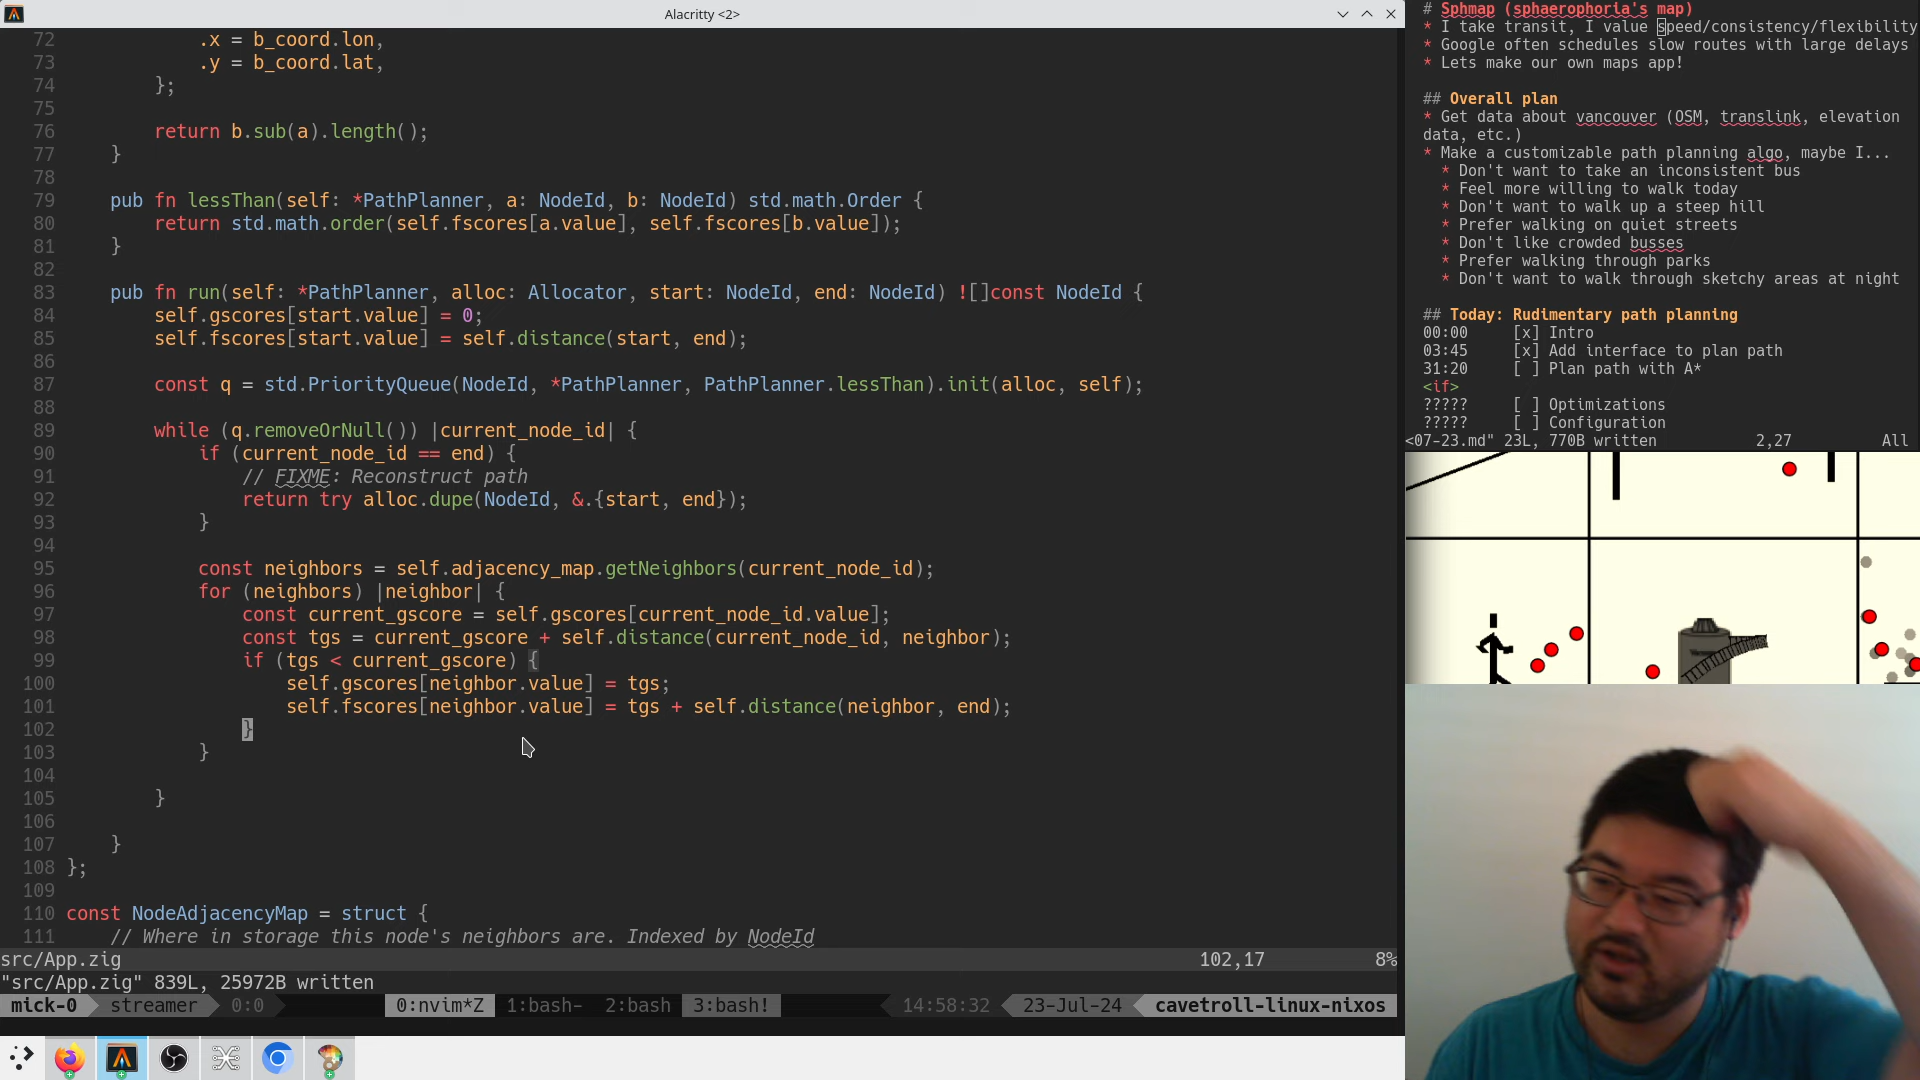 Alacritty <2>
72 .x = b_coord.lon,
73 .y = b_coord.lat,
74 };
75
76 return b.sub(a).length();
77 }
78
79 pub fn lessThan(self: *PathPlanner, a: NodeId, b: NodeId) std.math.Order {
80 return std.math.order(self.fscores[a.value], self.fscores[b.value]);
81 }
82
83 pub fn run(self: *PathPlanner, alloc: Allocator, start: NodeId, end: NodeId) ![]const NodeId {
84 self.gscores[start.value] = 0;
85 self.fscores[start.value] = self.distance(start, end);
86
87 const q = std.PriorityQueue(NodeId, *PathPlanner, PathPlanner.lessThan).init(alloc, self);
88
89 while (q.removeOrNull()) |current_node_id| {
90 if (current_node_id == end) {
91 // FIXME: Reconstruct path
92 return try alloc.dupe(NodeId, &.{start, end});
93 }
94
95 const neighbors = self.adjacency_map.getNeighbors(current_node_id);
96 for (neighbors) |neighbor| {
97 const current_gscore = self.gscores[current_node_id.value];
98 const tgs = current_gscore + self.distance(current_node_id, neighbor);
99 if (tgs < current_gscore) {
100 self.gscores[neighbor.value] = tgs;
101 self.fscores[neighbor.value] = tgs + self.distance(neighbor, end);
102 }
103 }
104
105 }
106
107 }
108 };
109
110 const NodeAdjacencyMap = struct {
111 // Where in storage this node's neighbors are. Indexed by NodeId
src/App.zig 102,17 8%
"src/App.zig" 839L, 25972B written
mick-0 streamer 0:0 0:nvim*Z 1:bash- 2:bash 3:bash! 14:58:32 23-Jul-24 cavetroll-linux-nixos
# Sphmap (sphaerophoria's map)
* I take transit, I value speed/consistency/flexibility
* Google often schedules slow routes with large delays
* Lets make our own maps app!
## Overall plan
* Get data about vancouver (OSM, translink, elevation
data, etc.)
* Make a customizable path planning algo, maybe I...
* Don't want to take an inconsistent bus
* Feel more willing to walk today
* Don't want to walk up a steep hill
* Prefer walking on quiet streets
* Don't like crowded busses
* Prefer walking through parks
* Don't want to walk through sketchy areas at night
## Today: Rudimentary path planning
00:00 [x] Intro
03:45 [x] Add interface to plan path
31:20 [ ] Plan path with A*
<if>
????? [ ] Optimizations
????? [ ] Configuration
<07-23.md" 23L, 770B written 2,27 All